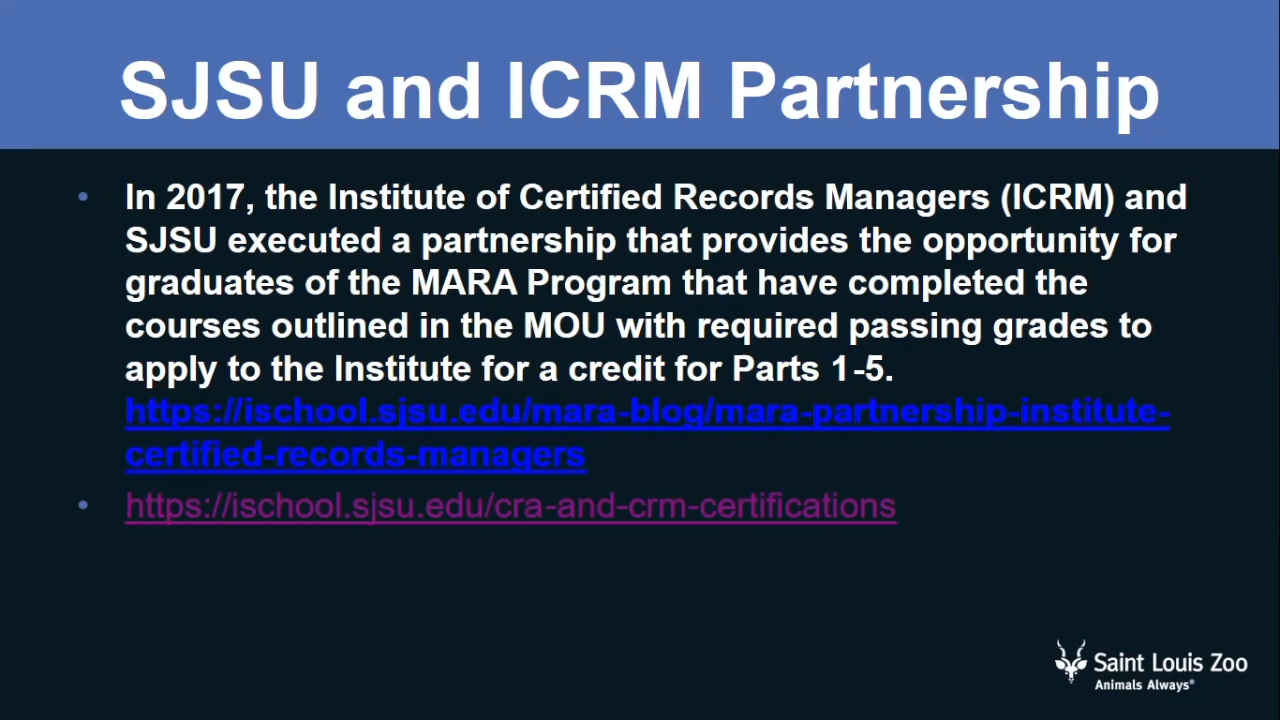 SJSU and ICRM Partnership
• In 2017, the Institute of Certified Records Managers (ICRM) and
SJSU executed a partnership that provides the opportunity for
graduates of the MARA Program that have completed the
courses outlined in the MOU with required passing grades to
apply to the Institute for a credit for Parts 1-5.
https://ischool.sjsu.edu/mara-blog/mara-partnership-institute-
certified-records-managers
• https://ischool.sjsu.edu/cra-and-crm-certifications
Saint Louis Zoo
Animals Always®